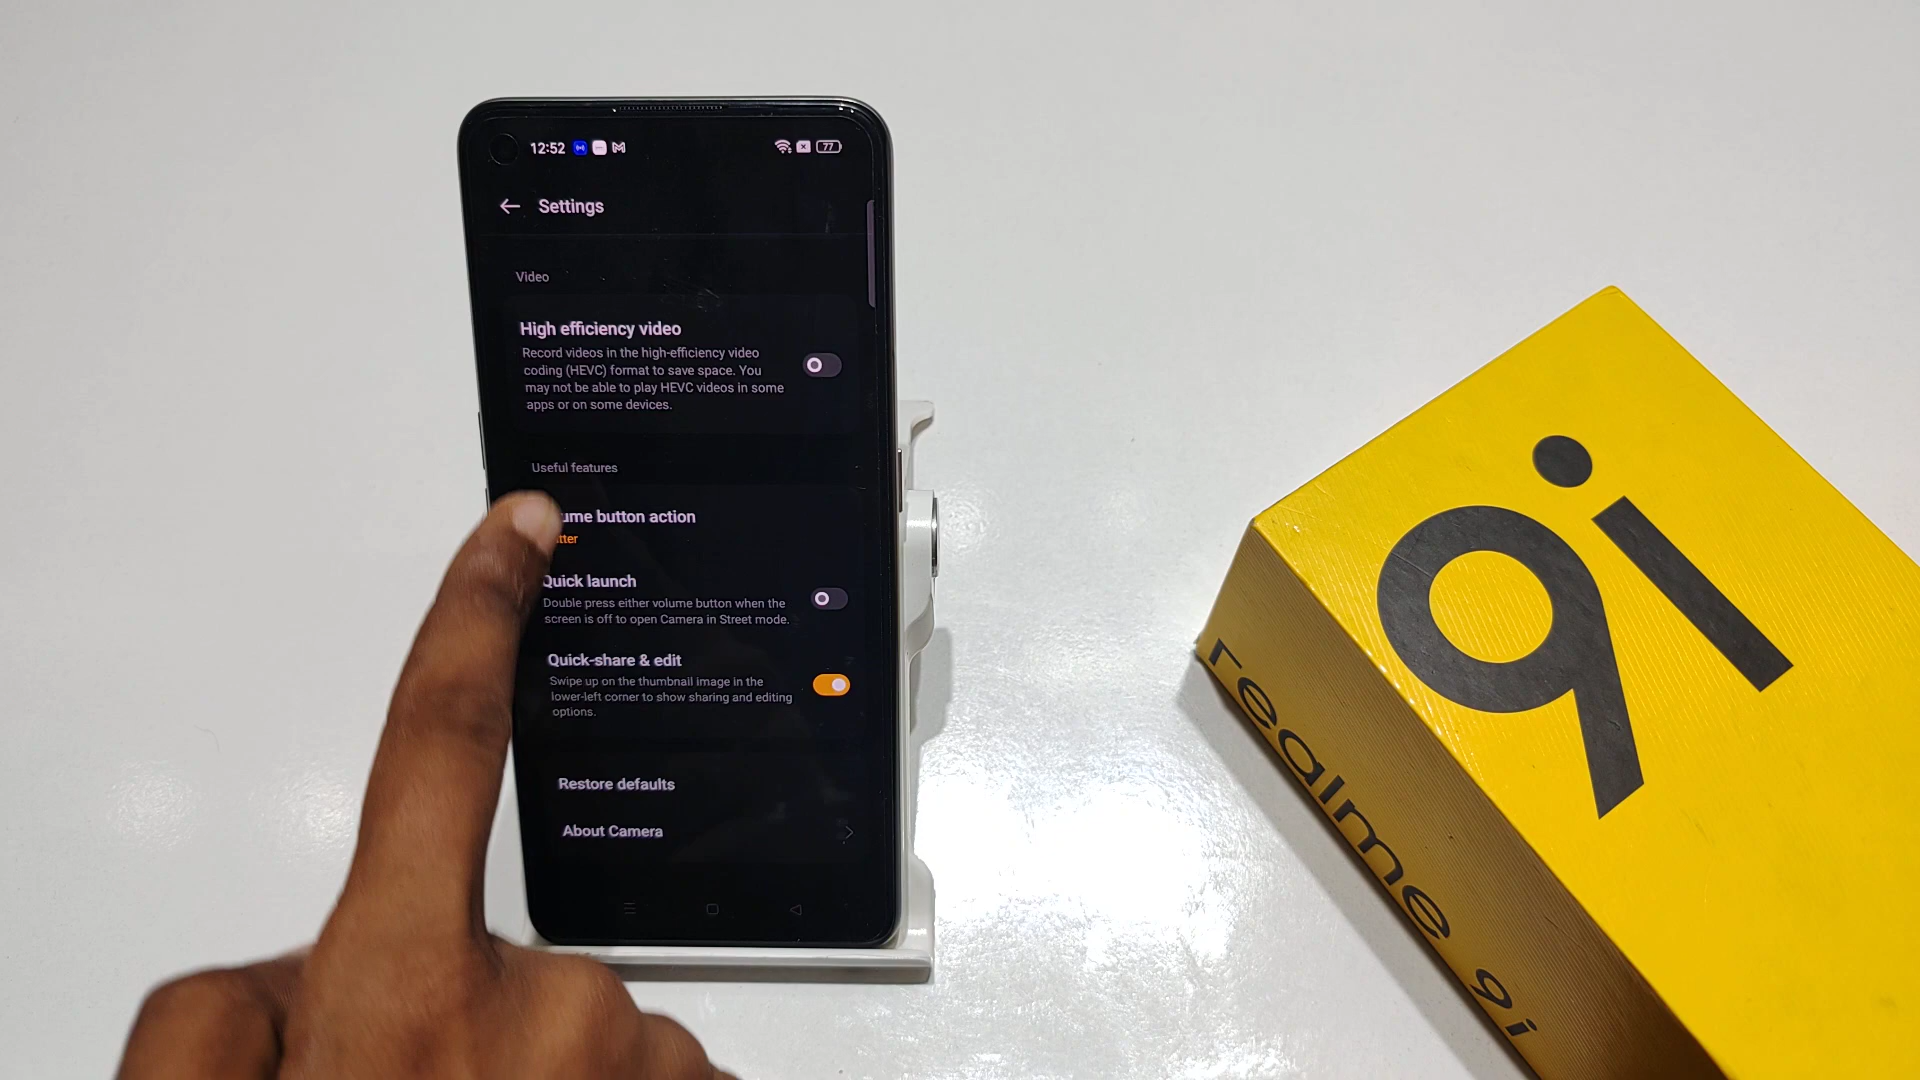 12:52
77
Settings
Video
High efficiency video
Record videos in the high-efficiency video
coding (HEVC) format to save space. You
may not be able to play HEVC videos in some
apps or on some devices.
Useful features
button action
Quick launch
Double press either volume button when the
screen is off to open Camera in Street mode.
Quick-share & edit
Swipe up on the thumbnail image in the
lower-left corner to show sharing and editing
options.
Restore defaults
About Camera
9i
realme 9i